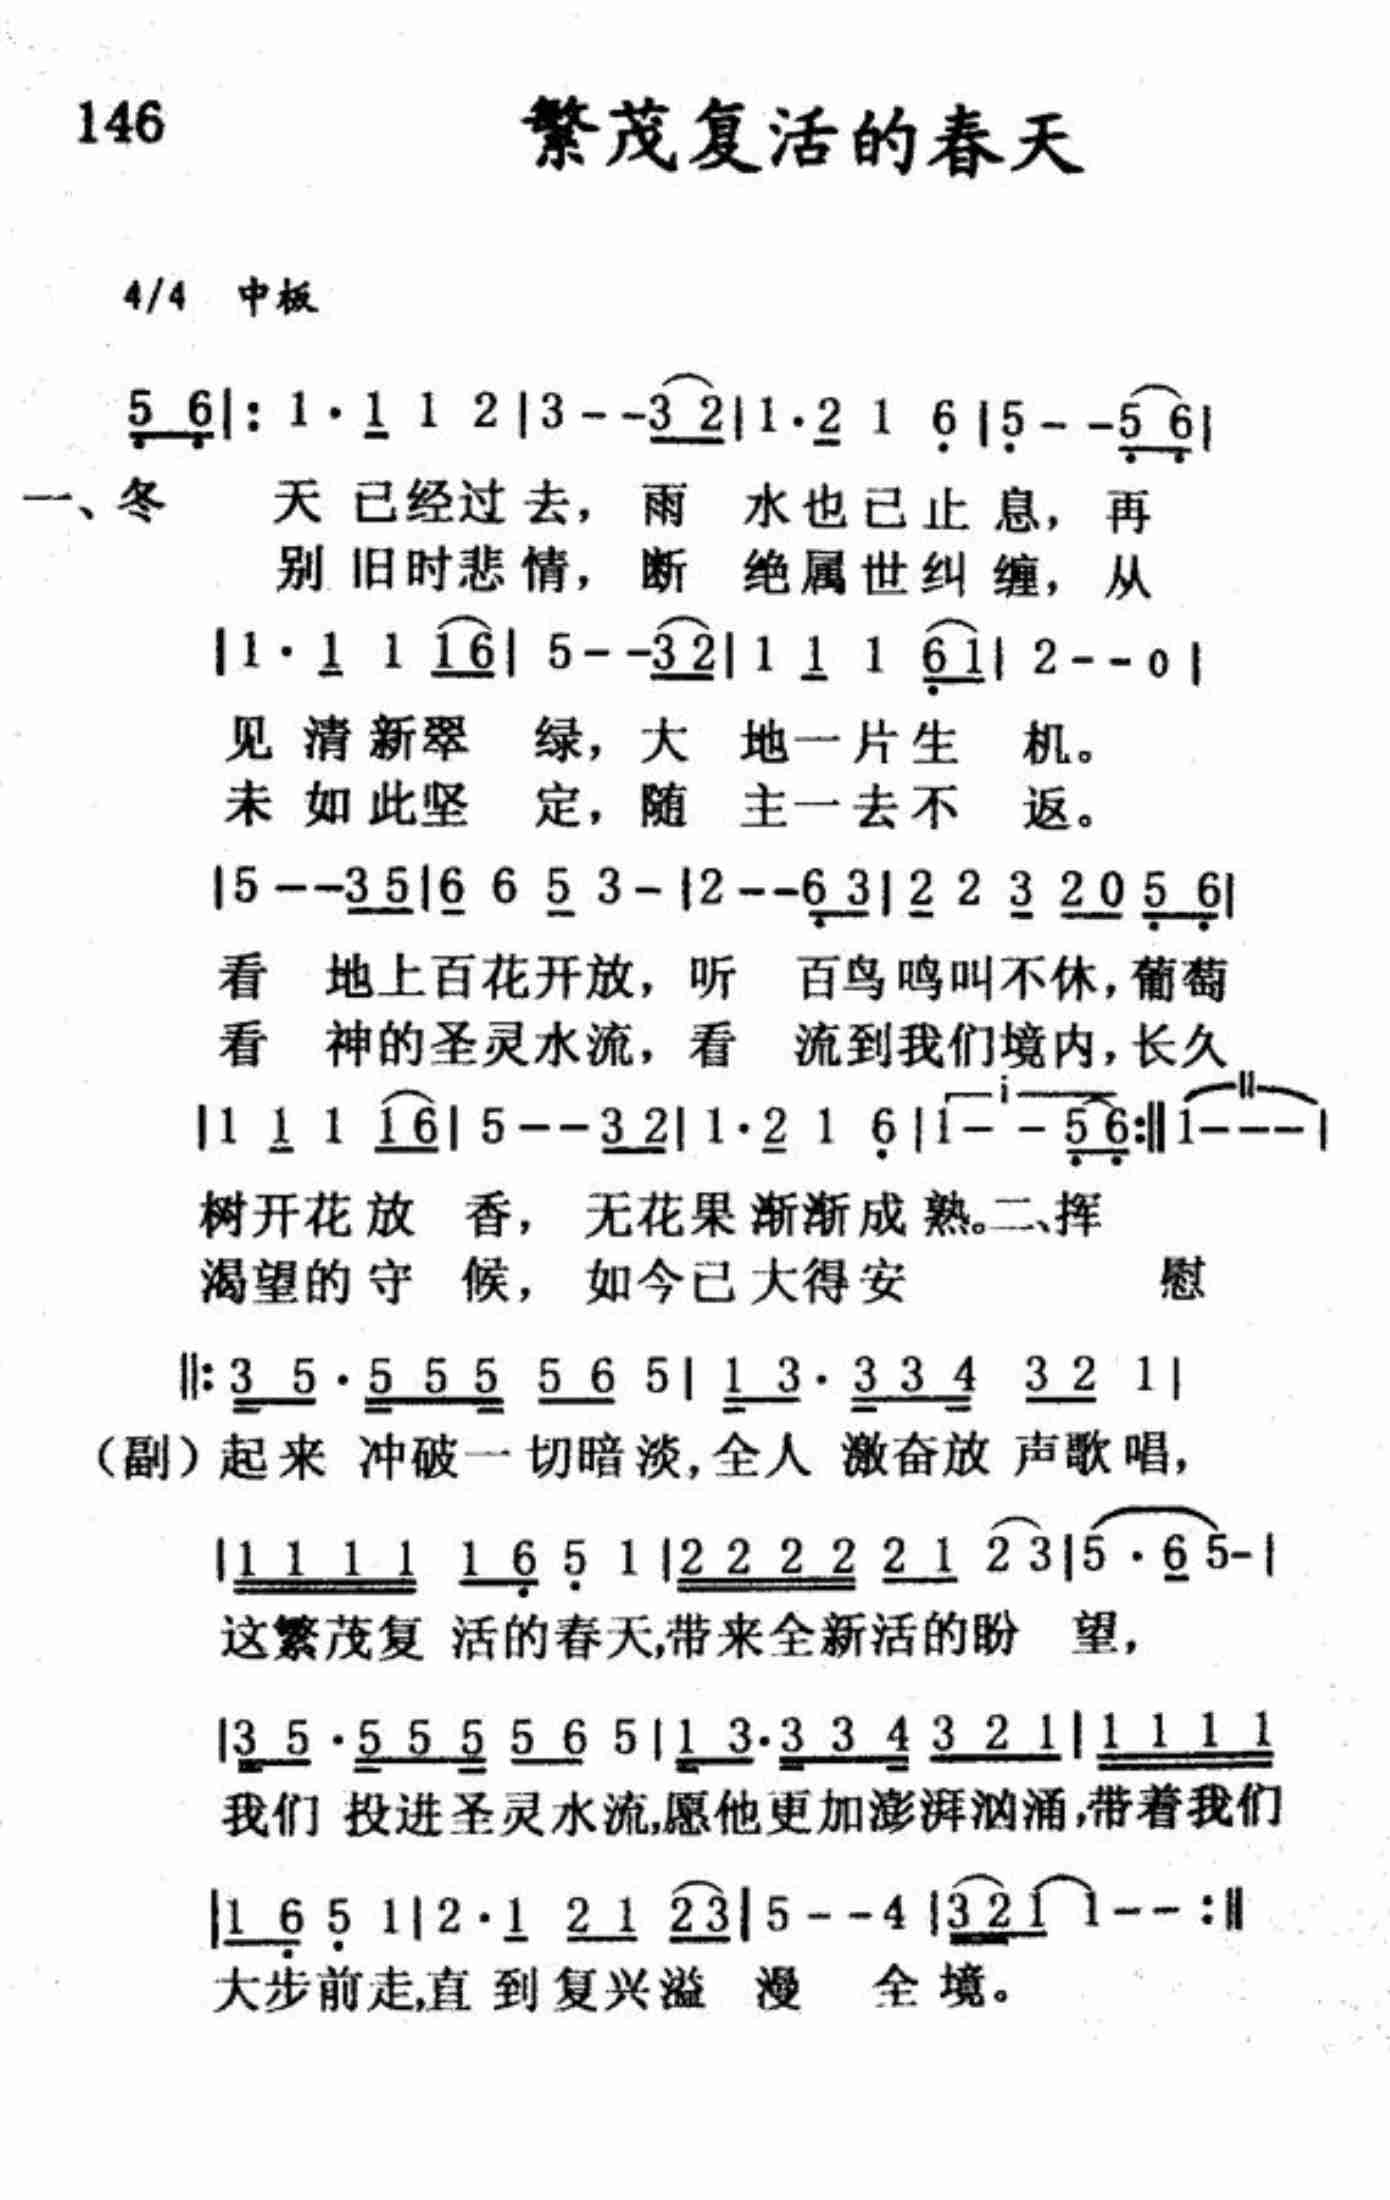 146 繁茂复活的春天
4/4 中板
5 6|: 1· 1 1 2|3 - -3 2|1·2 1 6|5 - -5 6|
一、冬 天已经过去，雨 水也已止息，再
别旧时悲情，断 绝属世纠缠，从
|1· 1 1 1 6| 5 - -3 2|1 1 1 6 1| 2 - - 0|
见清新翠 绿，大 地一片生 机。
未如此坚 定，随 主一去不 返。
|5 - -3 5|6 6 5 3 -|2 - -6 3|2 2 3 2 0 5 6|
看 地上百花开放，听 百鸟鸣叫不休，葡萄
看 神的圣灵水流，看 流到我们境内，长久
|1 1 1 1 6|5 - - 3 2|1·2 1 6|1 - - 5 6:‖1 - - -|
树开花放 香， 无花果渐渐成熟。二、挥
渴望的守 候， 如今已大得安 慰
‖:3 5·5 5 5 5 6 5|1 3·3 3 4 3 2 1|
（副）起来 冲破一切暗淡，全人 激奋放声歌唱，
|1 1 1 1 1 6 5 1|2 2 2 2 2 1 2 3|5·6 5 -|
这繁茂复 活的春天，带来全新活的盼 望，
|3 5·5 5 5 5 6 5|1 3·3 3 4 3 2 1|1 1 1 1
我们 投进圣灵水流，愿他更加澎湃汹涌，带着我们
|1 6 5 1|2·1 2 1 2 3|5 - -4|3 2 1 1 - - :‖
大步前走，直 到复兴溢 漫 全境。